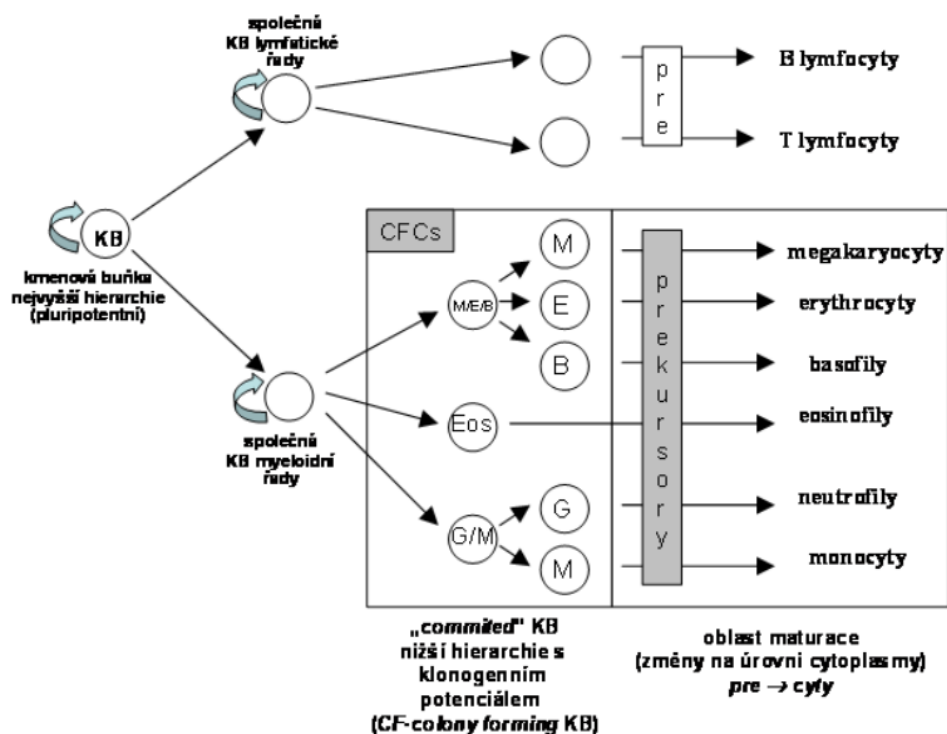 společná
KB lymfatické
řady
pre
B lymfocyty
T lymfocyty
KB
kmenová buňka
nejvyšší hierarchie
(pluripotentní)
společná
KB myeloidní
řady
CFCs
M/E/B
M
E
B
Eos
G/M
G
M
prekursory
megakaryocyty
erythrocyty
basofily
eosinofily
neutrofily
monocyty
„commited" KB
nižší hierarchie s
klonogenním
potenciálem
(CF-colony forming KB)
oblast maturace
(změny na úrovni cytoplasmy)
pre → cyty